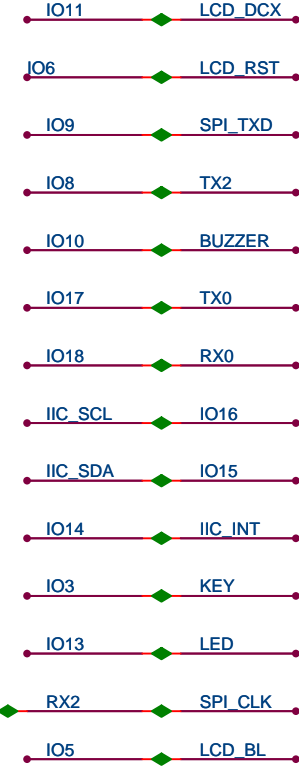 IO11 LCD_DCX
IO6 LCD_RST
IO9 SPI_TXD
IO8 TX2
IO10 BUZZER
IO17 TX0
IO18 RX0
IIC_SCL IO16
IIC_SDA IO15
IO14 IIC_INT
IO3 KEY
IO13 LED
RX2 SPI_CLK
IO5 LCD_BL